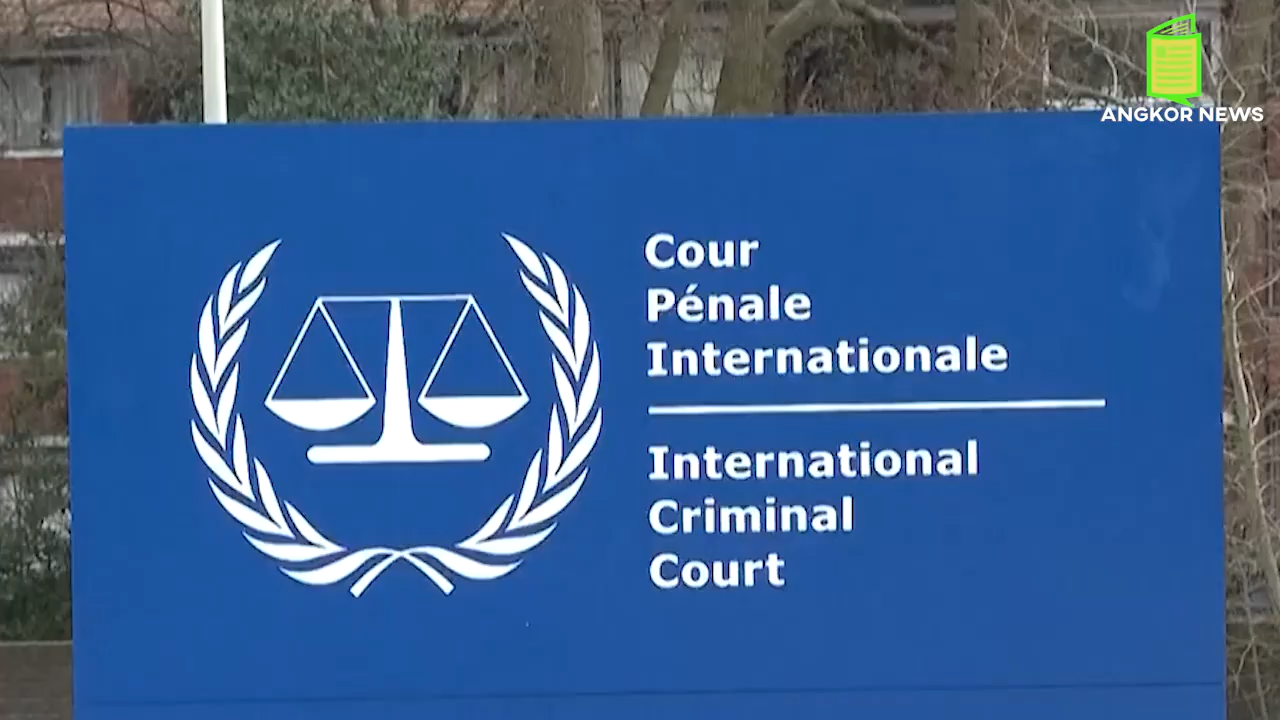 ANGKOR NEWS
Cour
Pénale
Internationale
International
Criminal
Court